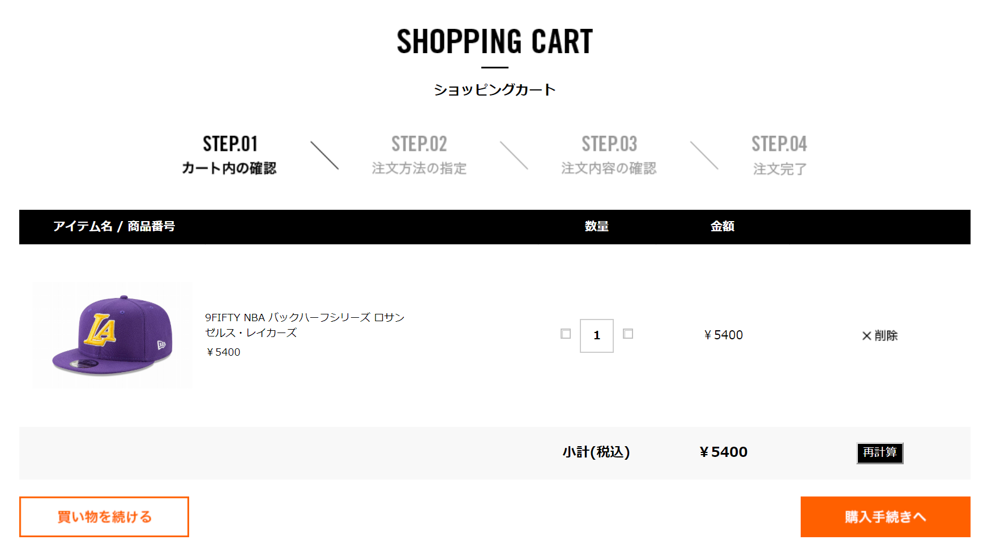 SHOPPING CART
ショッピングカート
STEP.01
カート内の確認
STEP.02
注文方法の指定
STEP.03
注文内容の確認
STEP.04
注文完了
アイテム名 / 商品番号 数量 金額
LA
9FIFTY NBA バックハーフシリーズ ロサン
ゼルス・レイカーズ
￥5400
1
￥5400
×削除
小計(税込) ￥5400 再計算
買い物を続ける 購入手続きへ